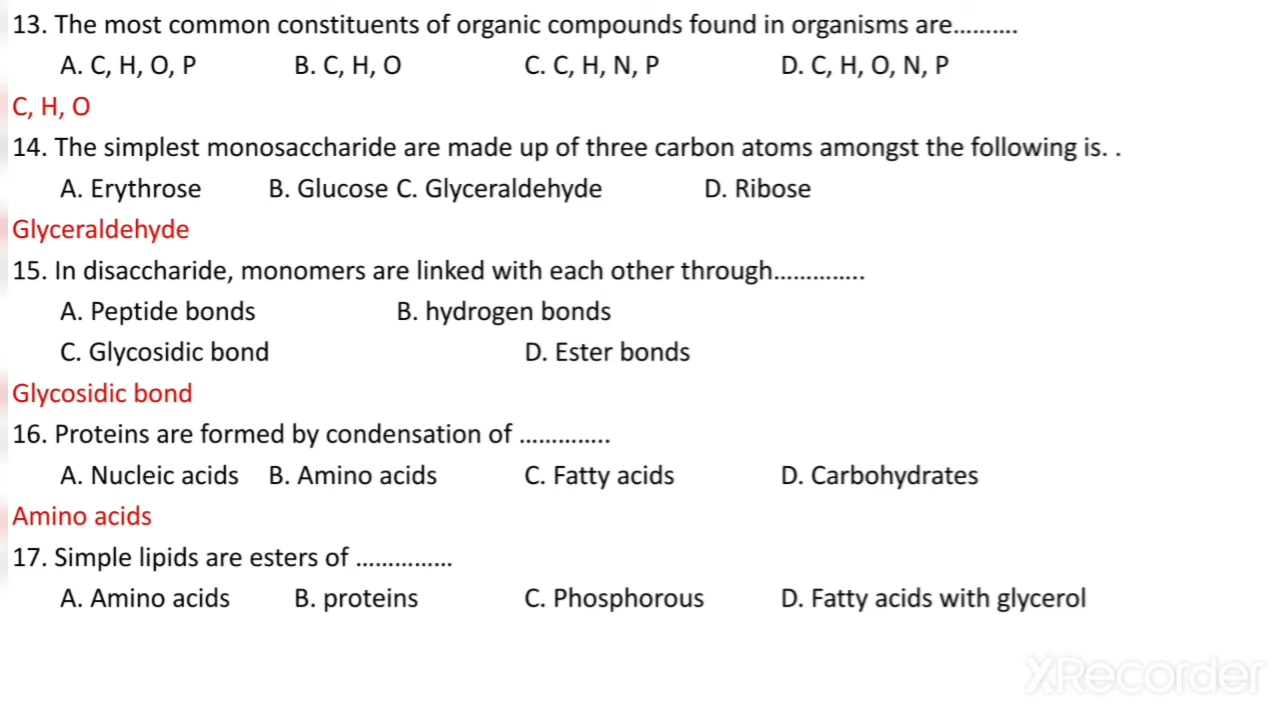 13. The most common constituents of organic compounds found in organisms are..........
A. C, H, O, P B. C, H, O C. C, H, N, P D. C, H, O, N, P
C, H, O
14. The simplest monosaccharide are made up of three carbon atoms amongst the following is. .
A. Erythrose B. Glucose C. Glyceraldehyde D. Ribose
Glyceraldehyde
15. In disaccharide, monomers are linked with each other through..............
A. Peptide bonds B. hydrogen bonds
C. Glycosidic bond D. Ester bonds
Glycosidic bond
16. Proteins are formed by condensation of ..............
A. Nucleic acids B. Amino acids C. Fatty acids D. Carbohydrates
Amino acids
17. Simple lipids are esters of ...............
A. Amino acids B. proteins C. Phosphorous D. Fatty acids with glycerol
XRecorder